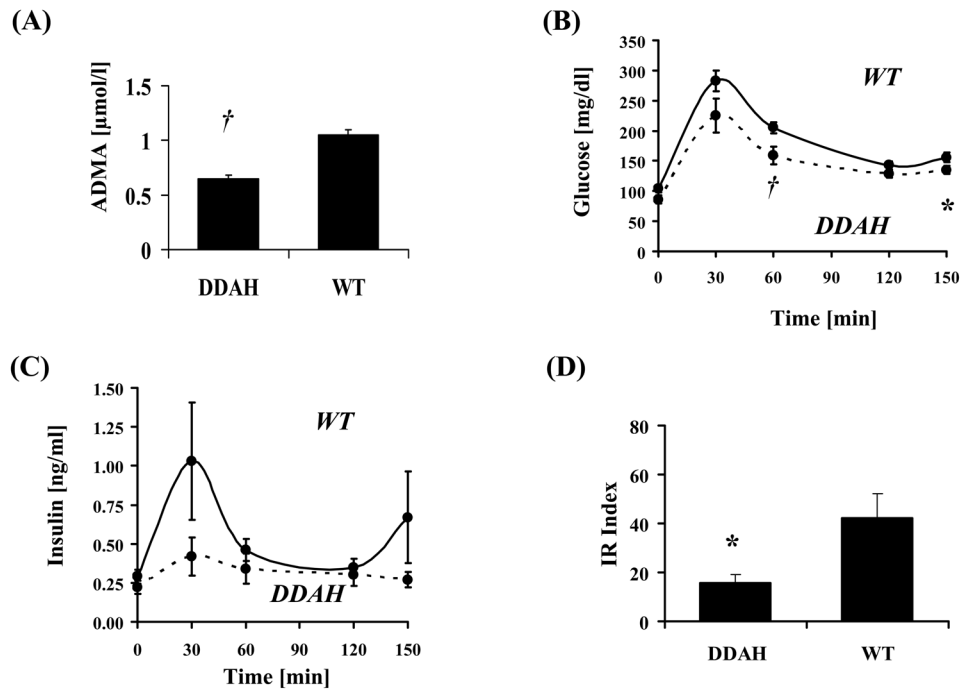 (A)
ADMA [µmol/l]
1.5
1
0.5
0
†
DDAH WT
(B)
Glucose [mg/dl]
350
300
250
200
150
100
50
0
WT
†
*
DDAH
0 30 60 90 120 150
Time [min]
(C)
Insulin [ng/ml]
1.50
1.25
1.00
0.75
0.50
0.25
0.00
WT
DDAH
0 30 60 90 120 150
Time [min]
(D)
IR Index
80
60
40
20
0
*
DDAH WT